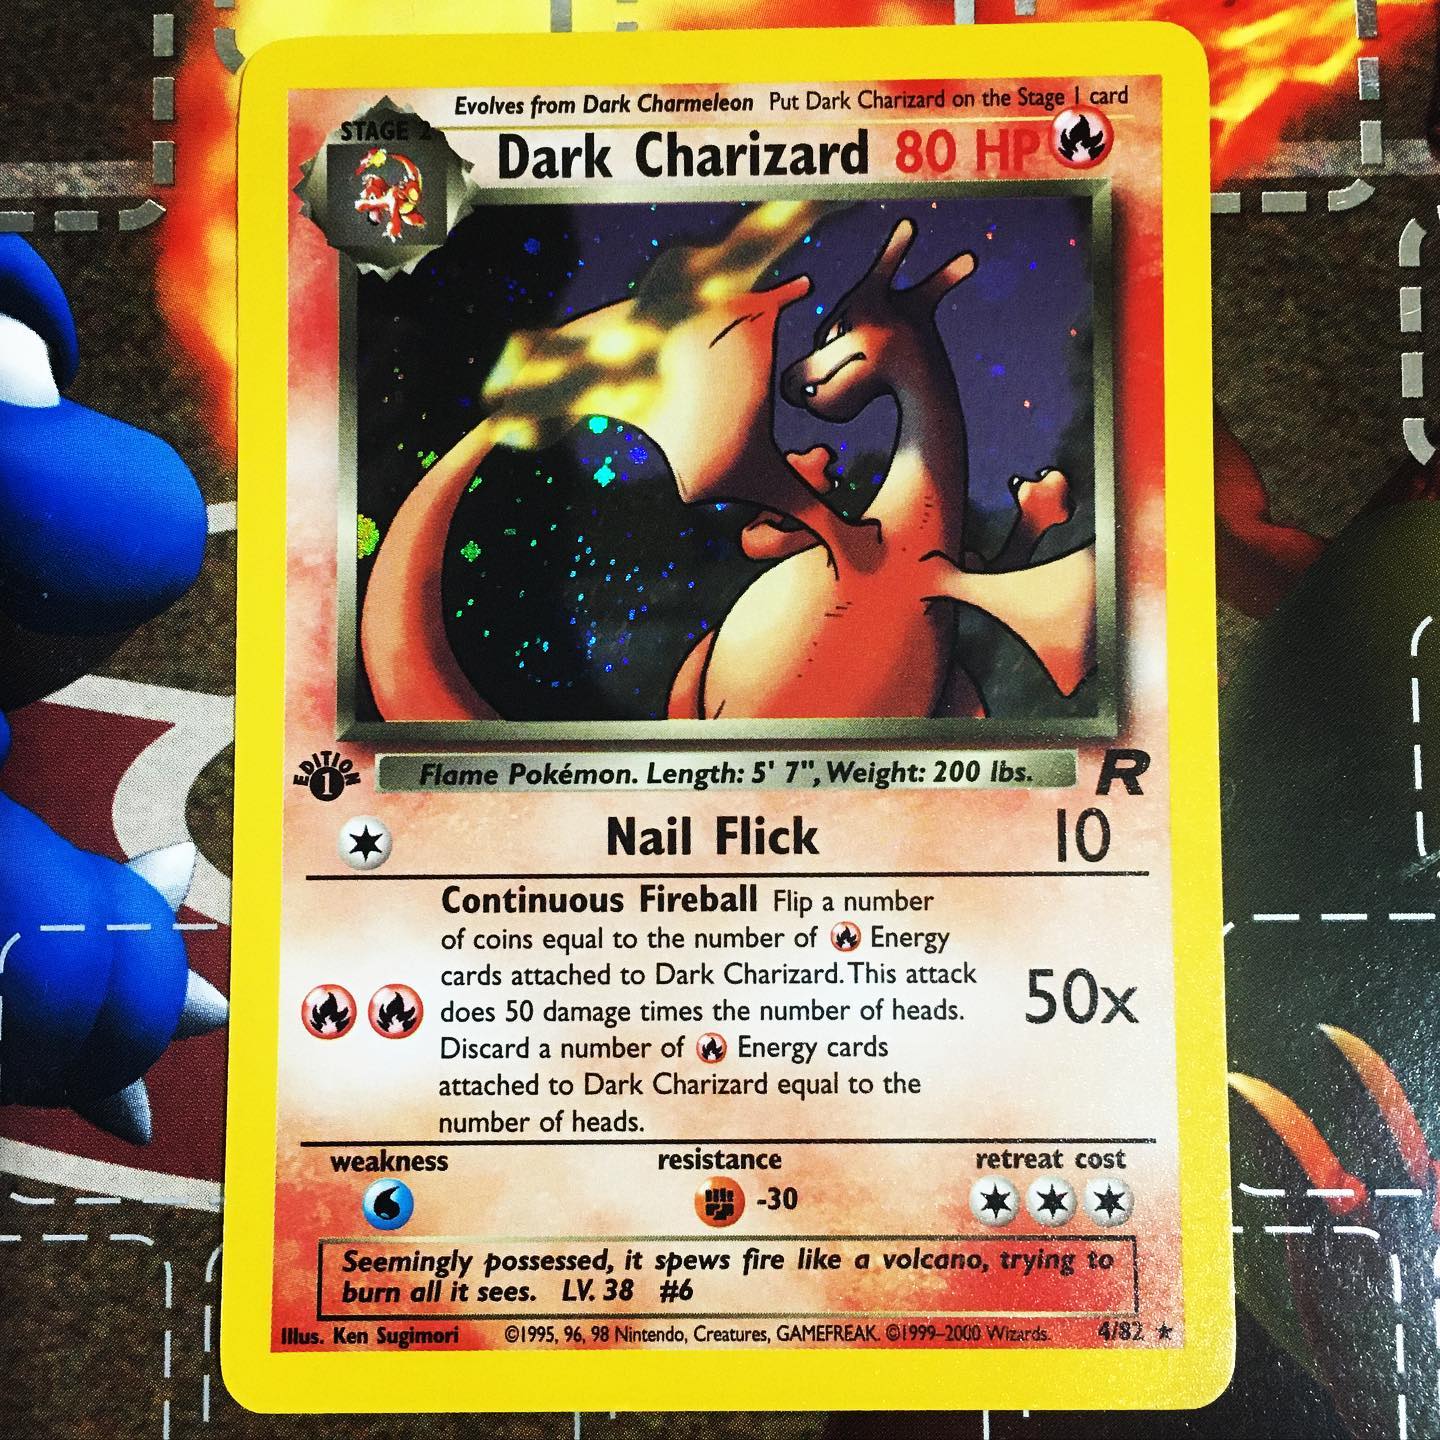 Evolves from Dark Charmeleon Put Dark Charizard on the Stage 1 card
STAGE 2
Dark Charizard 80 HP
EDITION
1
Flame Pokémon. Length: 5' 7", Weight: 200 lbs.
R
Nail Flick 10
Continuous Fireball Flip a number
of coins equal to the number of Energy
cards attached to Dark Charizard. This attack
does 50 damage times the number of heads.
50x
Discard a number of Energy cards
attached to Dark Charizard equal to the
number of heads.
weakness resistance retreat cost
-30
Seemingly possessed, it spews fire like a volcano, trying to
burn all it sees. LV. 38 #6
Illus. Ken Sugimori ©1995, 96, 98 Nintendo, Creatures, GAMEFREAK. ©1999-2000 Wizards. 4/82 ★